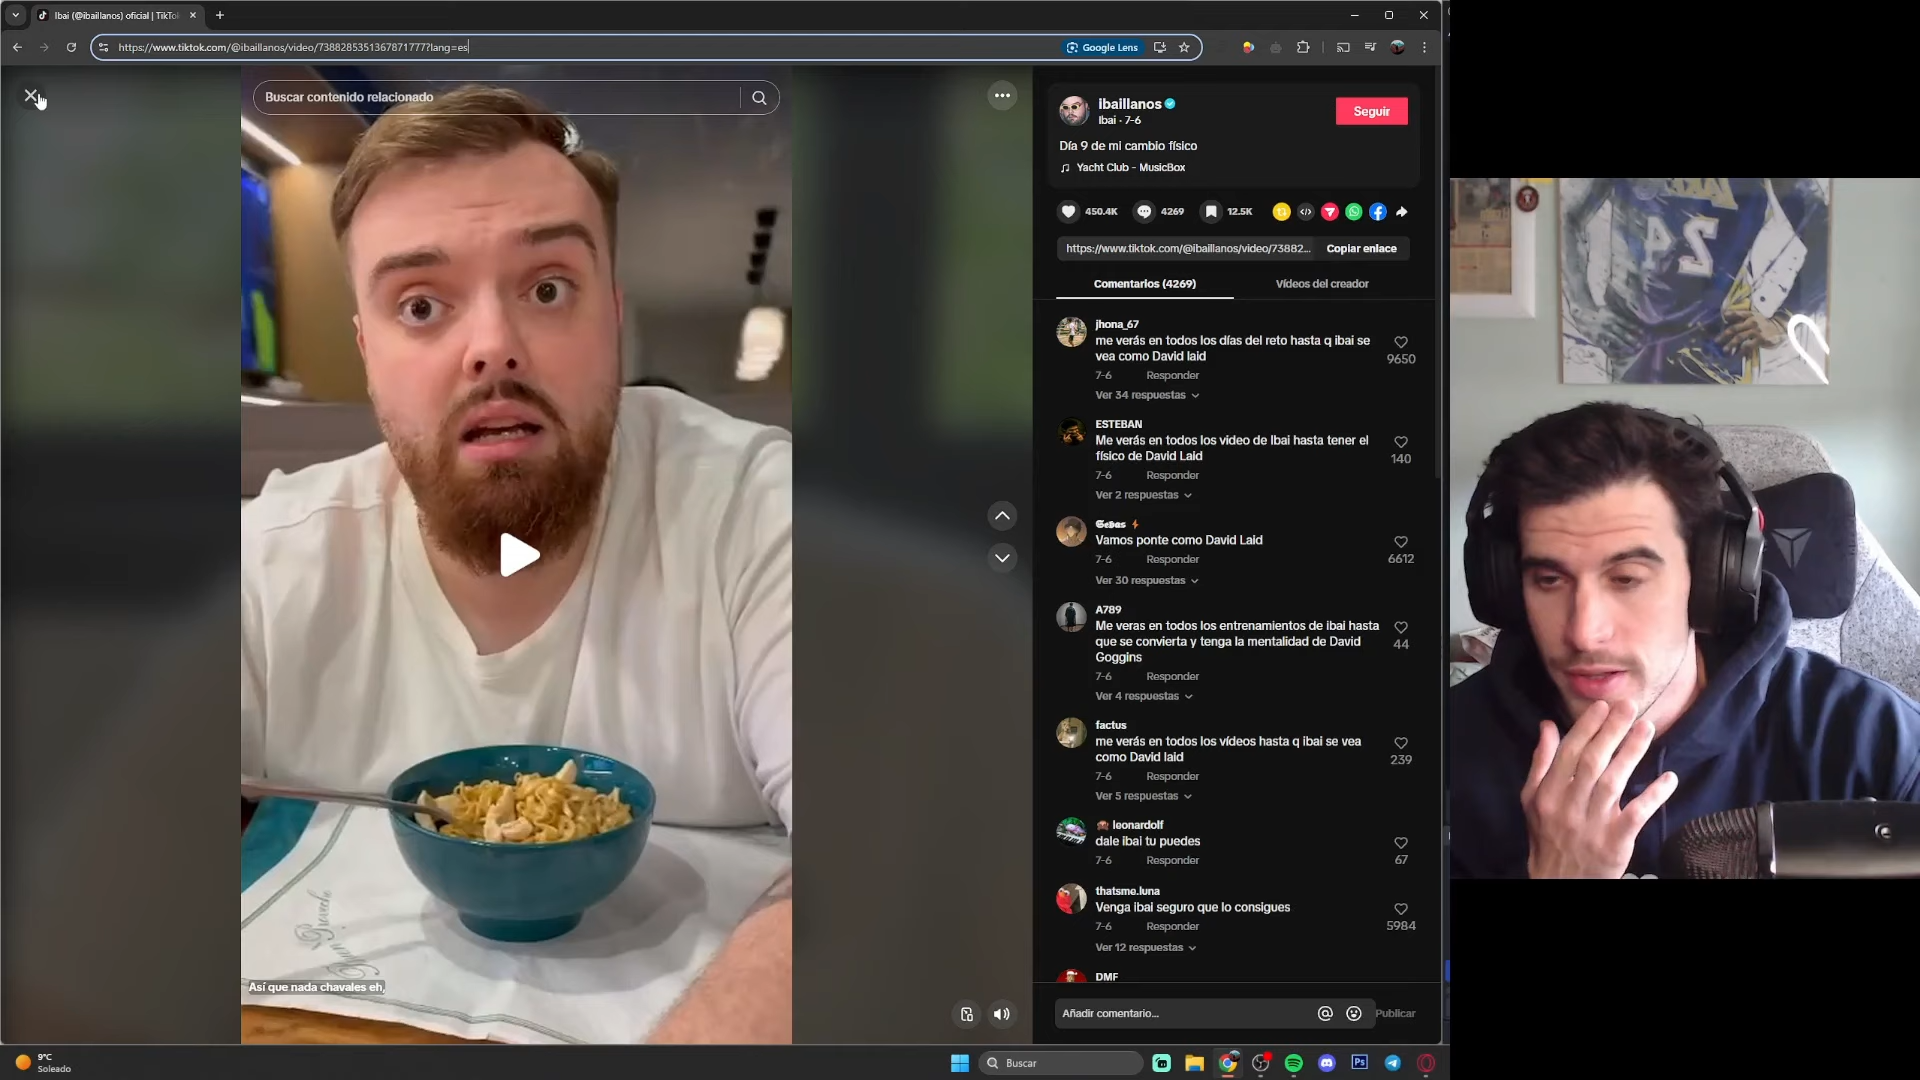 Ibai (@ibaillanos) oficial | TikTo
https://www.tiktok.com/@ibaillanos/video/7388285351367871777?lang=es
Google Lens
Buscar contenido relacionado
ibaillanos
Ibai · 7-6
Seguir
Día 9 de mi cambio físico
Yacht Club - MusicBox
450.4K
4269
12.5K
https://www.tiktok.com/@ibaillanos/video/73882...
Copiar enlace
Comentarios (4269)
Vídeos del creador
jhona_67
me verás en todos los días del reto hasta q ibai se
vea como David laid
9650
7-6 Responder
Ver 34 respuestas
ESTEBAN
Me verás en todos los video de Ibai hasta tener el
físico de David Laid
140
7-6 Responder
Ver 2 respuestas
Vamos ponte como David Laid
6612
7-6 Responder
Ver 30 respuestas
A789
Me veras en todos los entrenamientos de ibai hasta
que se convierta y tenga la mentalidad de David
Goggins
44
7-6 Responder
Ver 4 respuestas
factus
me verás en todos los vídeos hasta q ibai se vea
como David laid
239
7-6 Responder
Ver 5 respuestas
leonardolf
dale ibai tu puedes
67
7-6 Responder
thatsme.luna
Venga ibai seguro que lo consigues
5984
7-6 Responder
Ver 12 respuestas
DMF
Añadir comentario...
Publicar
Así que nada chavales eh,
24
9°C
Soleado
Buscar
Ps